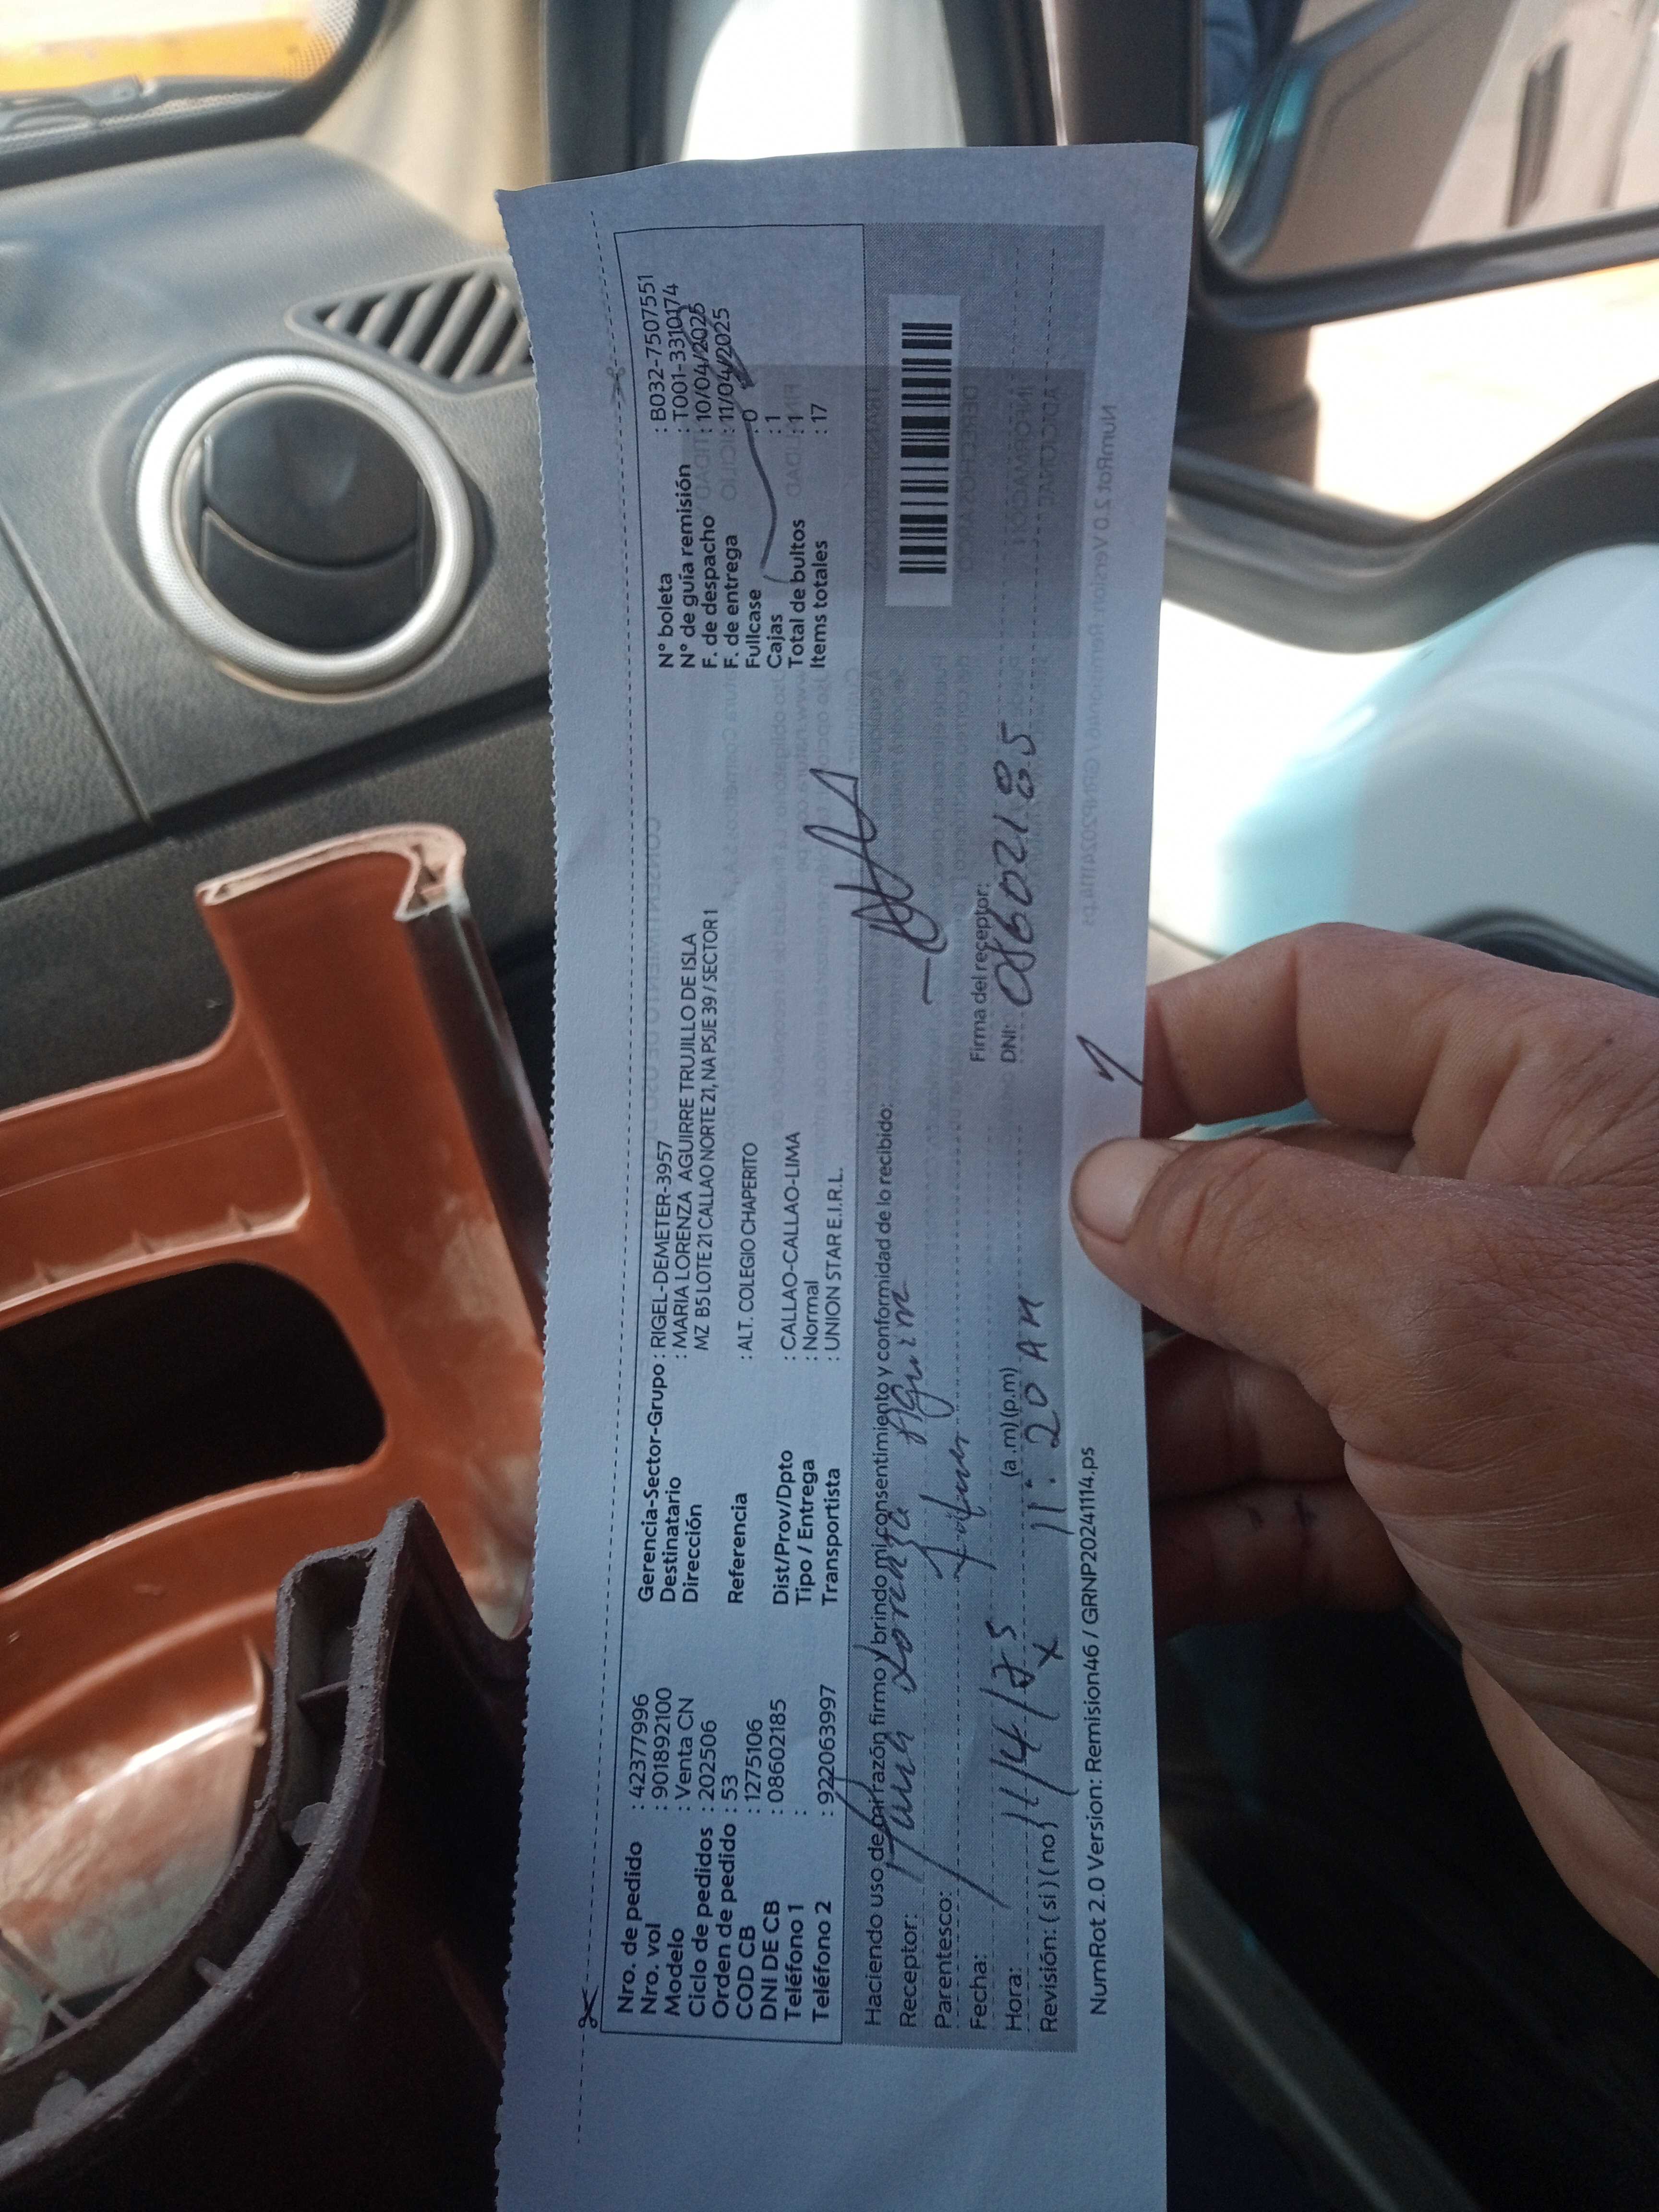 Nro. de pedido : 42377996
Nro. vol : 901892100
Modelo : Venta CN
Ciclo de pedidos : 202506
Orden de pedido : 53
COD CB : 1275106
DNI DE CB : 08602185
Teléfono 1 :
Teléfono 2 : 922063997
Gerencia-Sector-Grupo : RIGEL-DEMETER-3957
Destinatario : MARIA LORENZA AGUIRRE TRUJILLO DE ISLA
Dirección MZ B5 LOTE 21 CALLAO NORTE 21, NA PSJE 39 / SECTOR1
Referencia : ALT. COLEGIO CHAPERITO
Dist/Prov/Dpto : CALLAO-CALLAO-LIMA
Tipo / Entrega : Normal
Transportista : UNION STAR E.I.R.L.
N° boleta : B032-7507551
N° de guía remisión : T001-3310174
F. de despacho : 10/04/2025
F. de entrega : 11/04/2025
Fullcase : 0
Cajas : 1
Total de bultos : 1
Items totales : 17
Haciendo uso de mi razón firmo y brindo mi consentimiento y conformidad de lo recibido:
Receptor: Maria Lorenza
Parentesco:
Firma del receptor:
Fecha: 11/4/25
DNI: 08602185
Hora: (a.m) (p.m) 11:20 AM
Revisión: (si) (no) x
NumRot 2.0 Version: Remision46 / GRNP20241114.ps